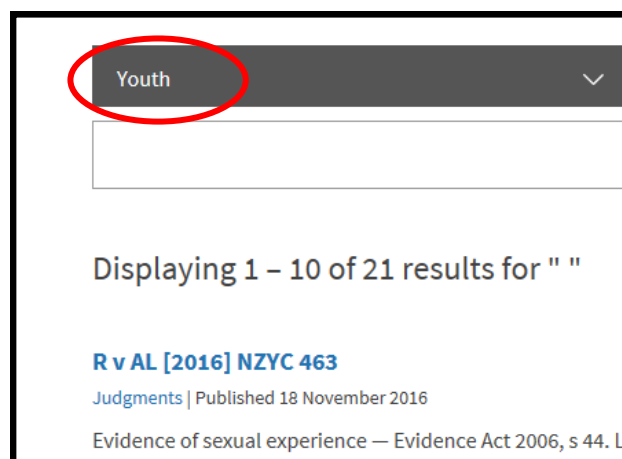 Youth
Displaying 1 – 10 of 21 results for " "
R v AL [2016] NZYC 463
Judgments | Published 18 November 2016
Evidence of sexual experience — Evidence Act 2006, s 44. L